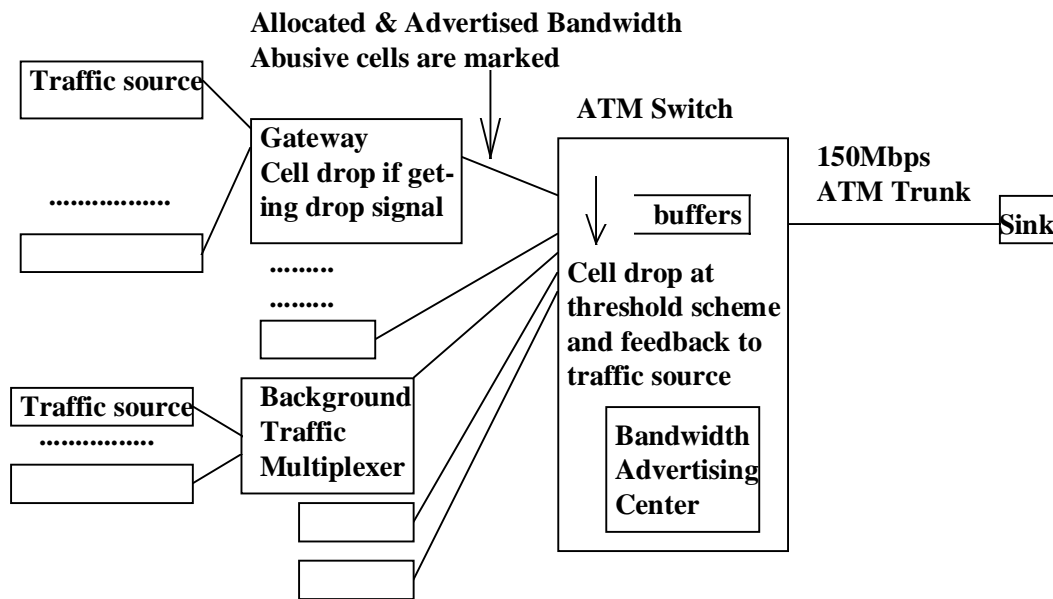 Allocated & Advertised Bandwidth
Abusive cells are marked
Traffic source
ATM Switch
Gateway
Cell drop if get-
ing drop signal
150Mbps
ATM Trunk
................. 
buffers
Sink
.........
.........
Cell drop at
threshold scheme
and feedback to
traffic source
Traffic source
.................
Background
Traffic
Multiplexer
Bandwidth
Advertising
Center